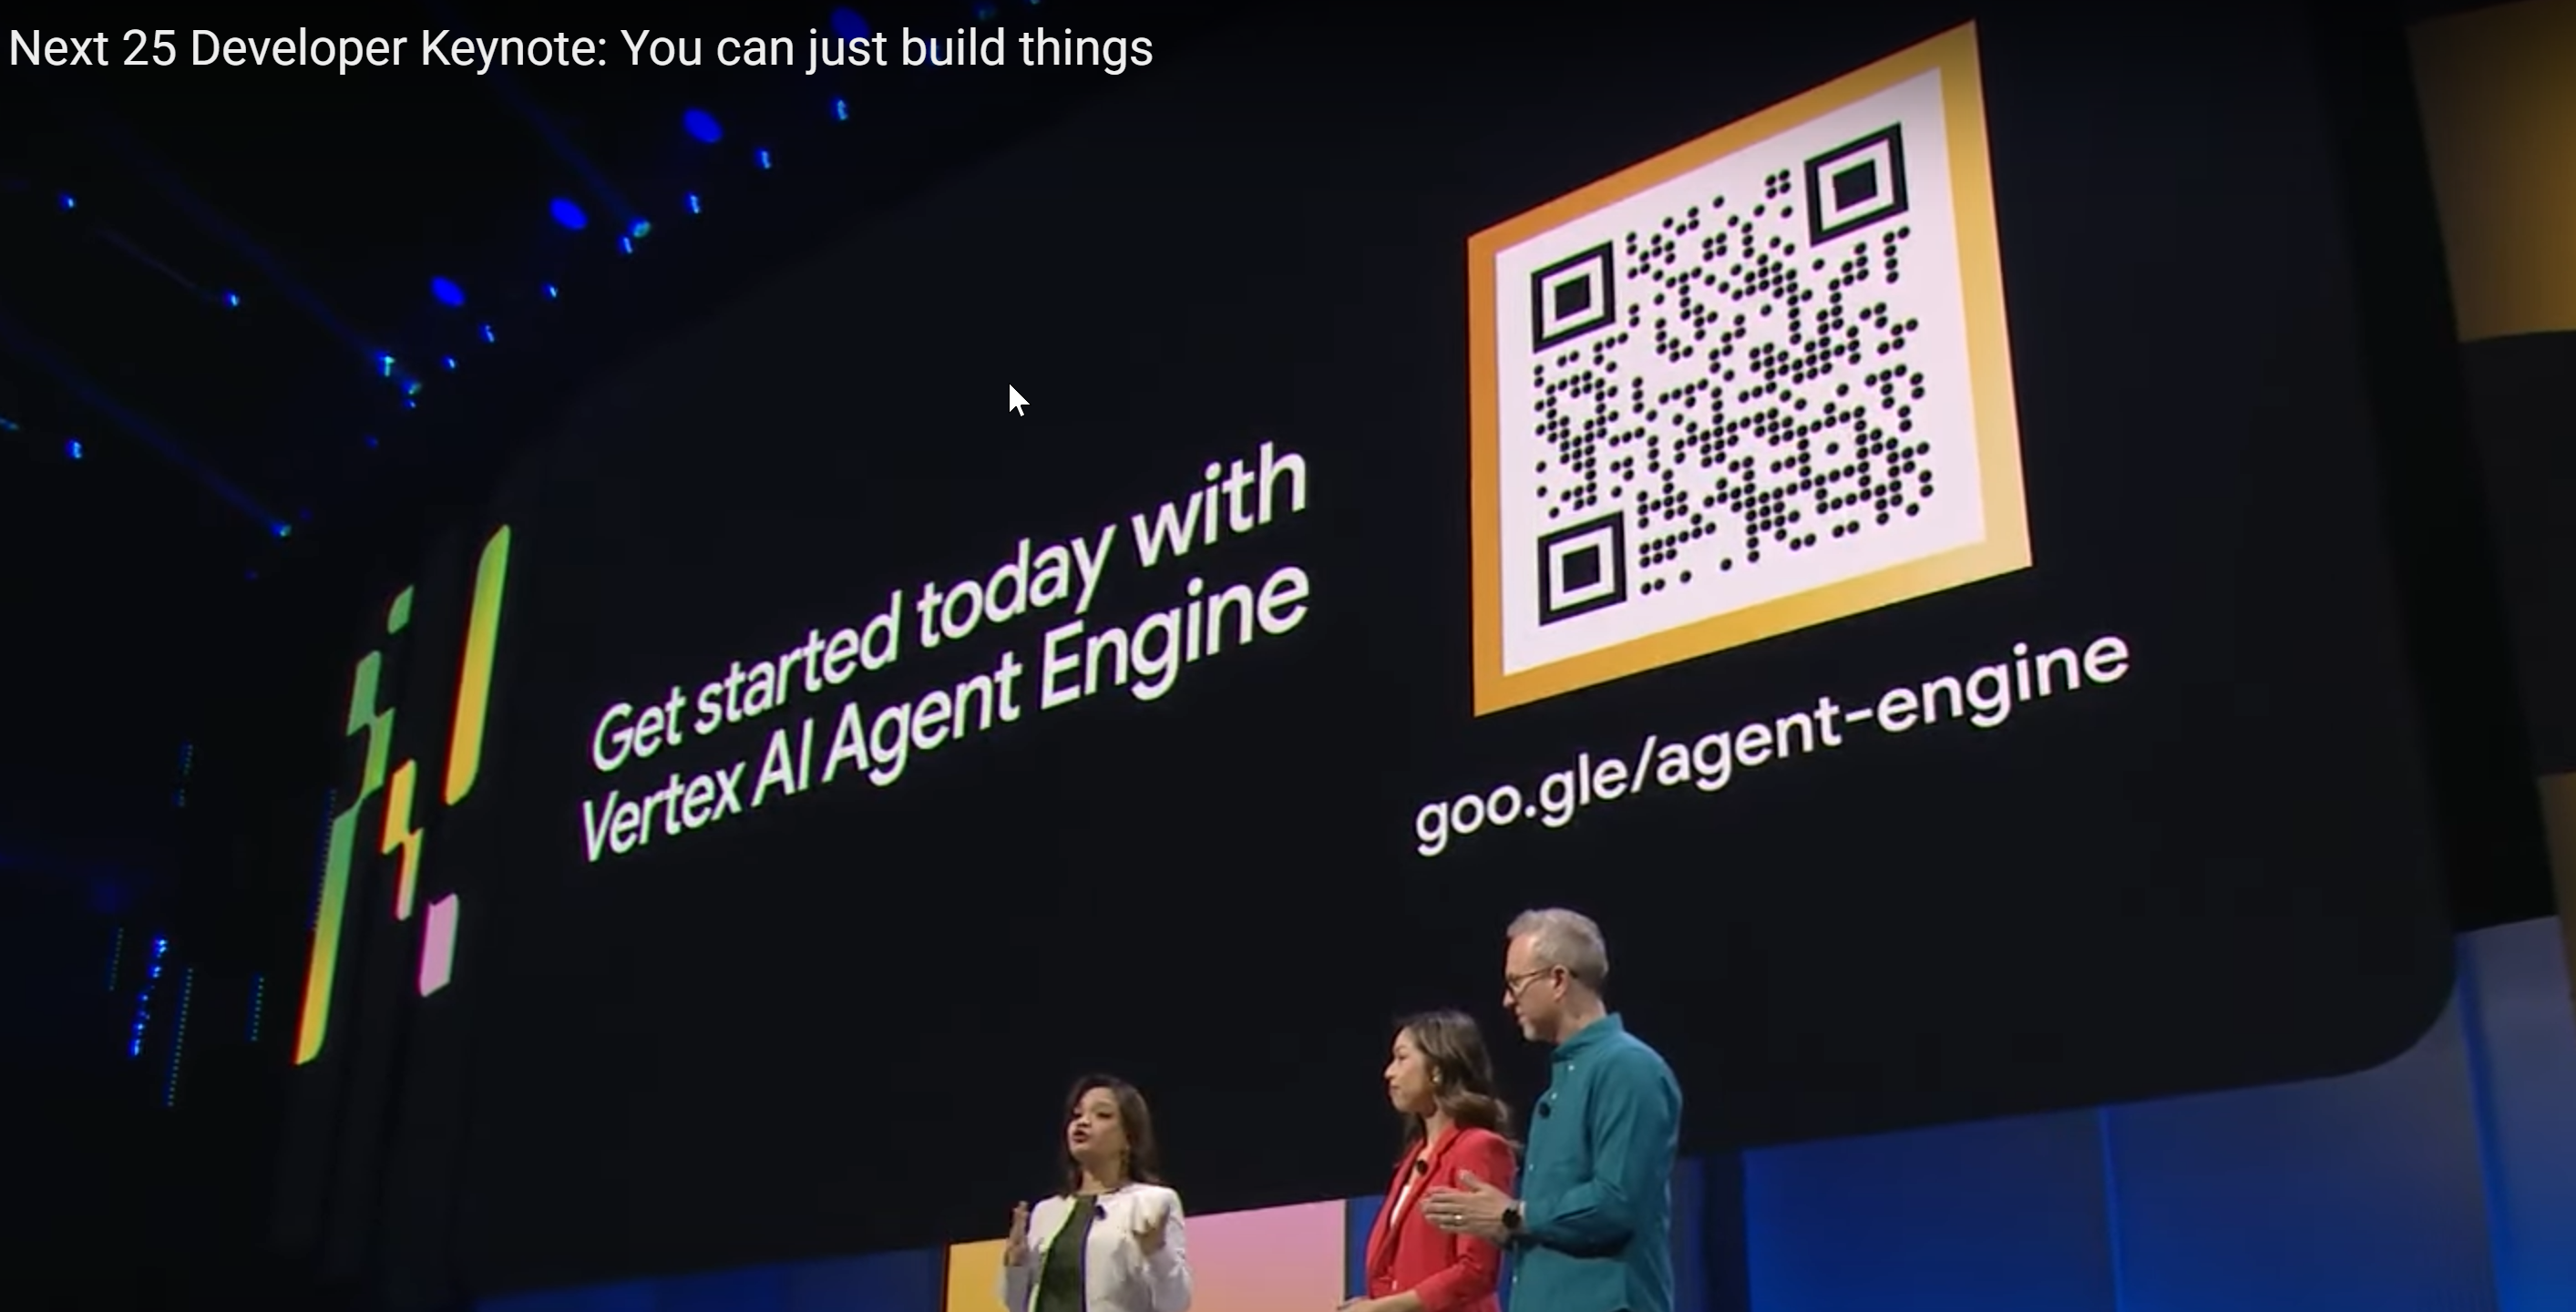 Next 25 Developer Keynote: You can just build things
Get started today with
Vertex AI Agent Engine
goo.gle/agent-engine